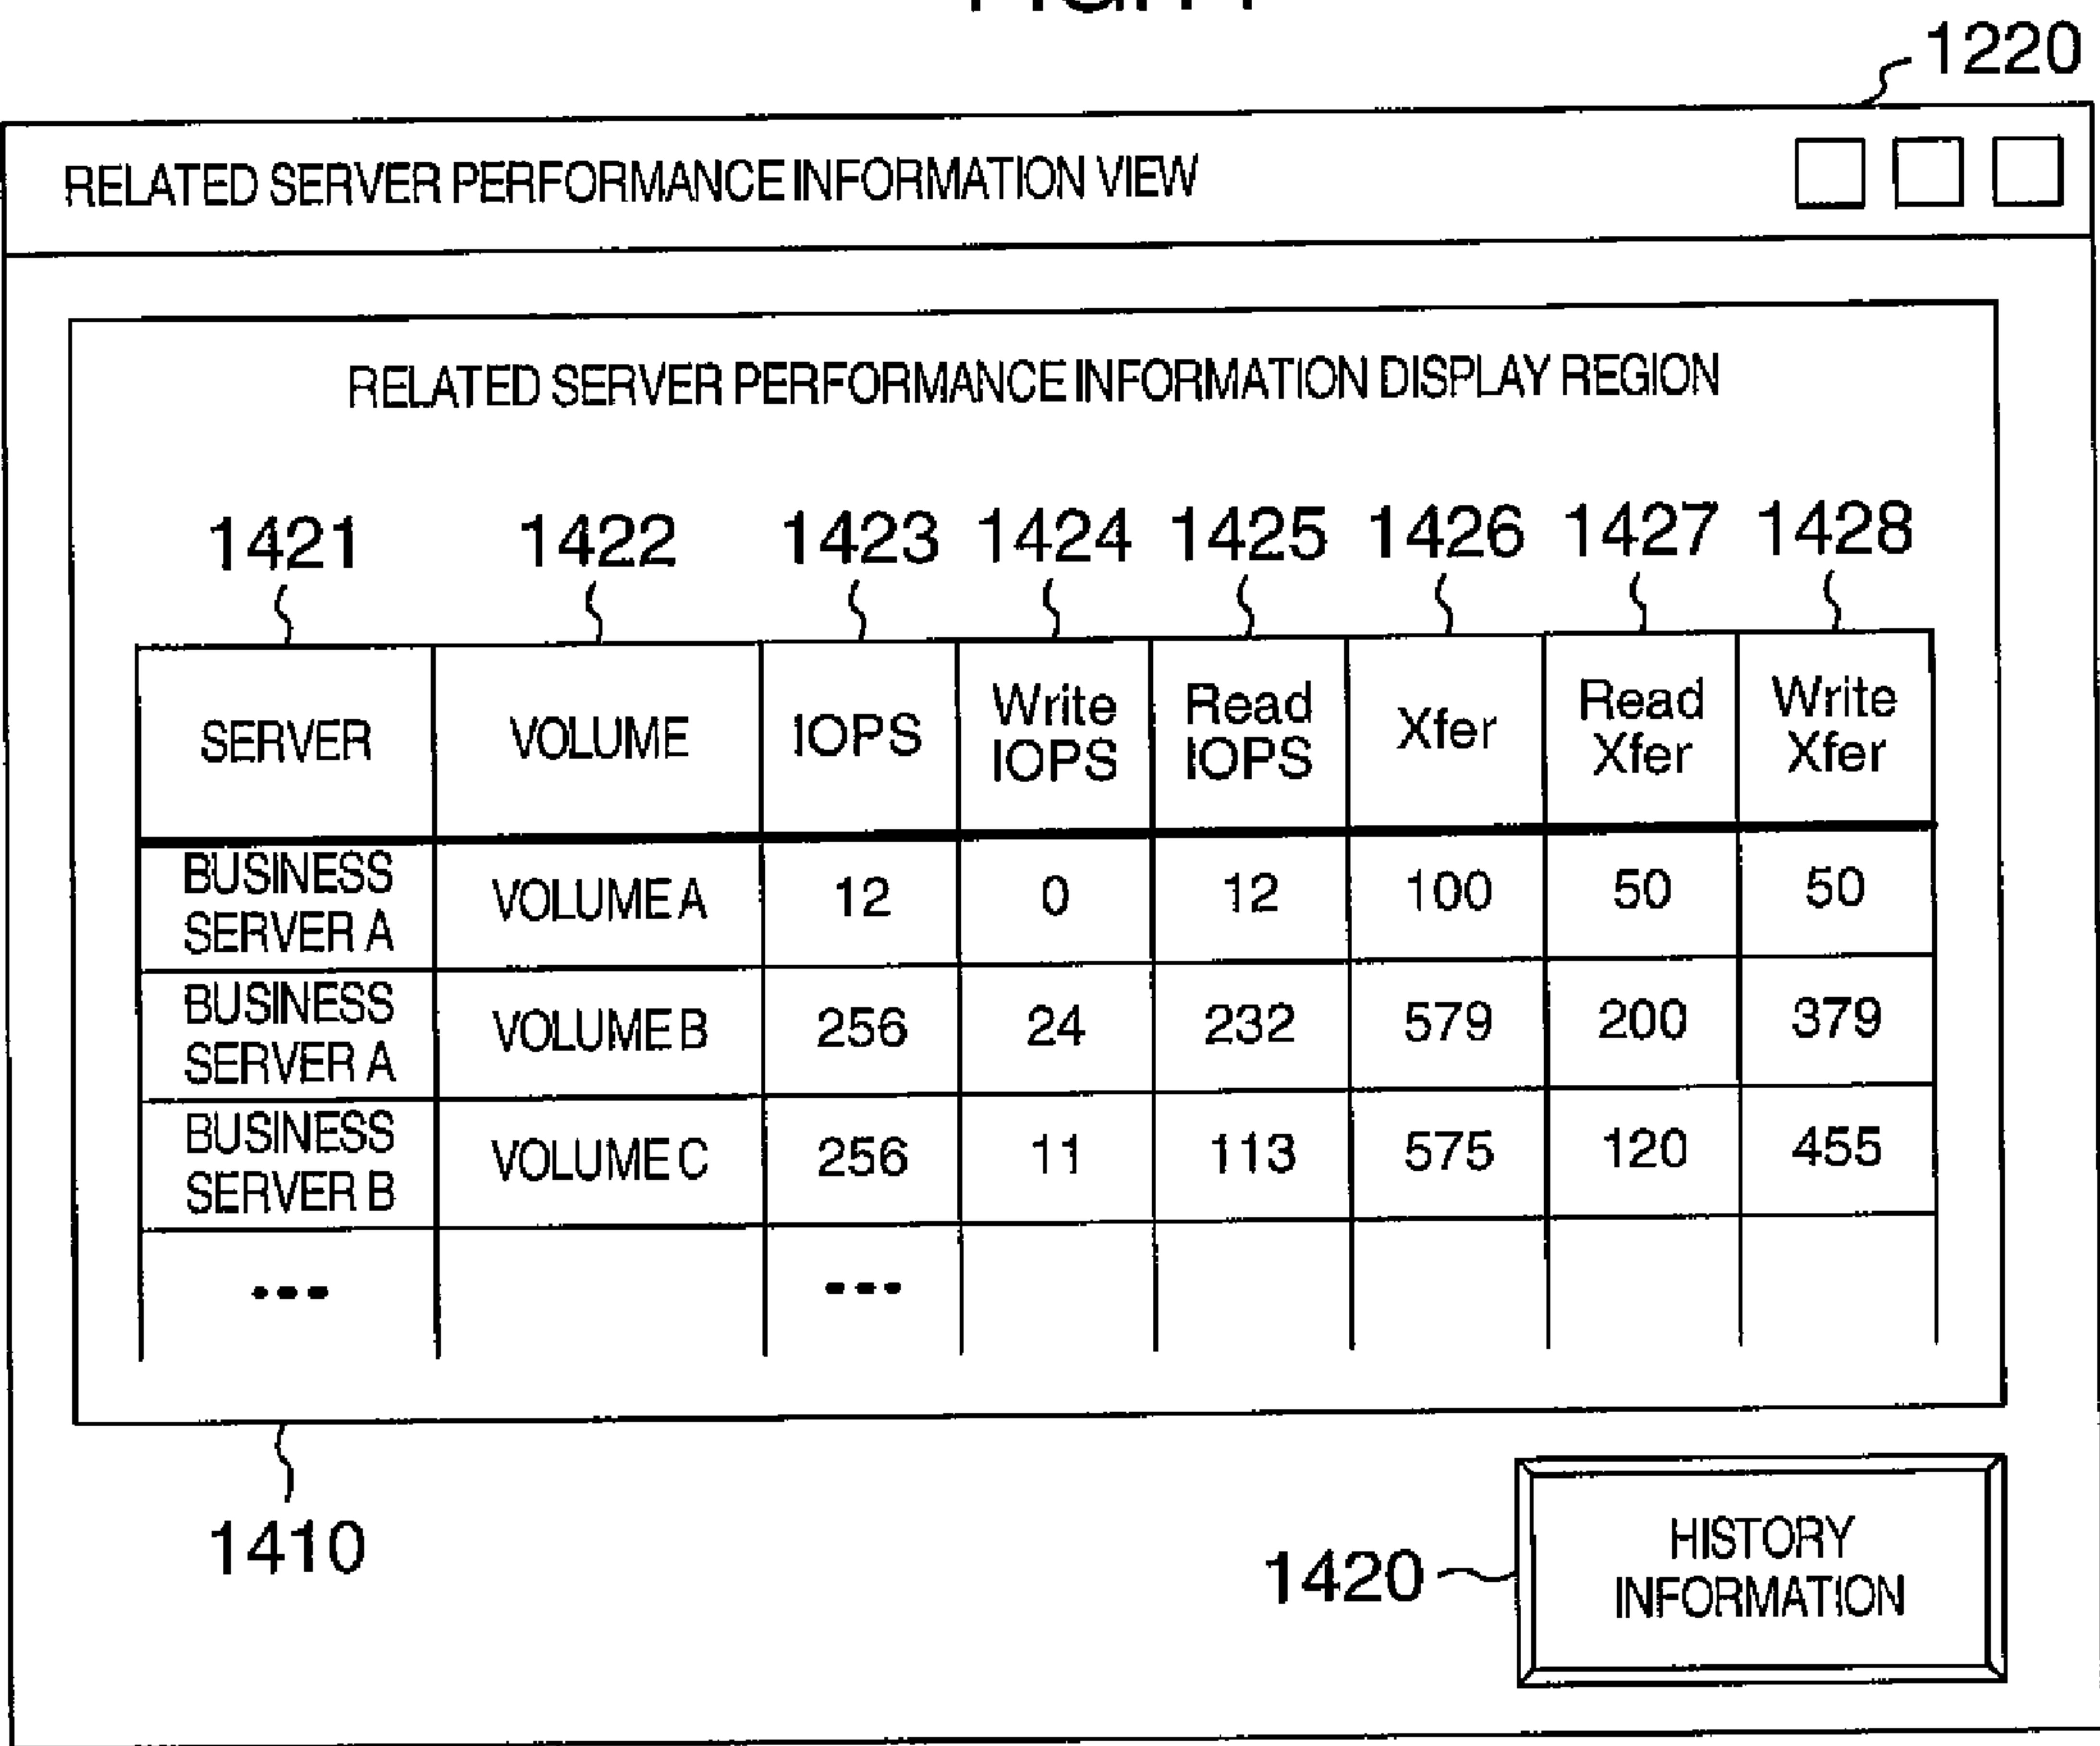 1220
RELATED SERVER PERFORMANCE INFORMATION VIEW
RELATED SERVER PERFORMANCE INFORMATION DISPLAY REGION
1421 1422 1423 1424 1425 1426 1427 1428
SERVER VOLUME IOPS Write IOPS Read IOPS Xfer Read Xfer Write Xfer
BUSINESS SERVER A VOLUME A 12 0 12 100 50 50
BUSINESS SERVER A VOLUME B 256 24 232 579 200 379
BUSINESS SERVER B VOLUME C 256 11 113 575 120 455
... ...
1410
1420
HISTORY
INFORMATION